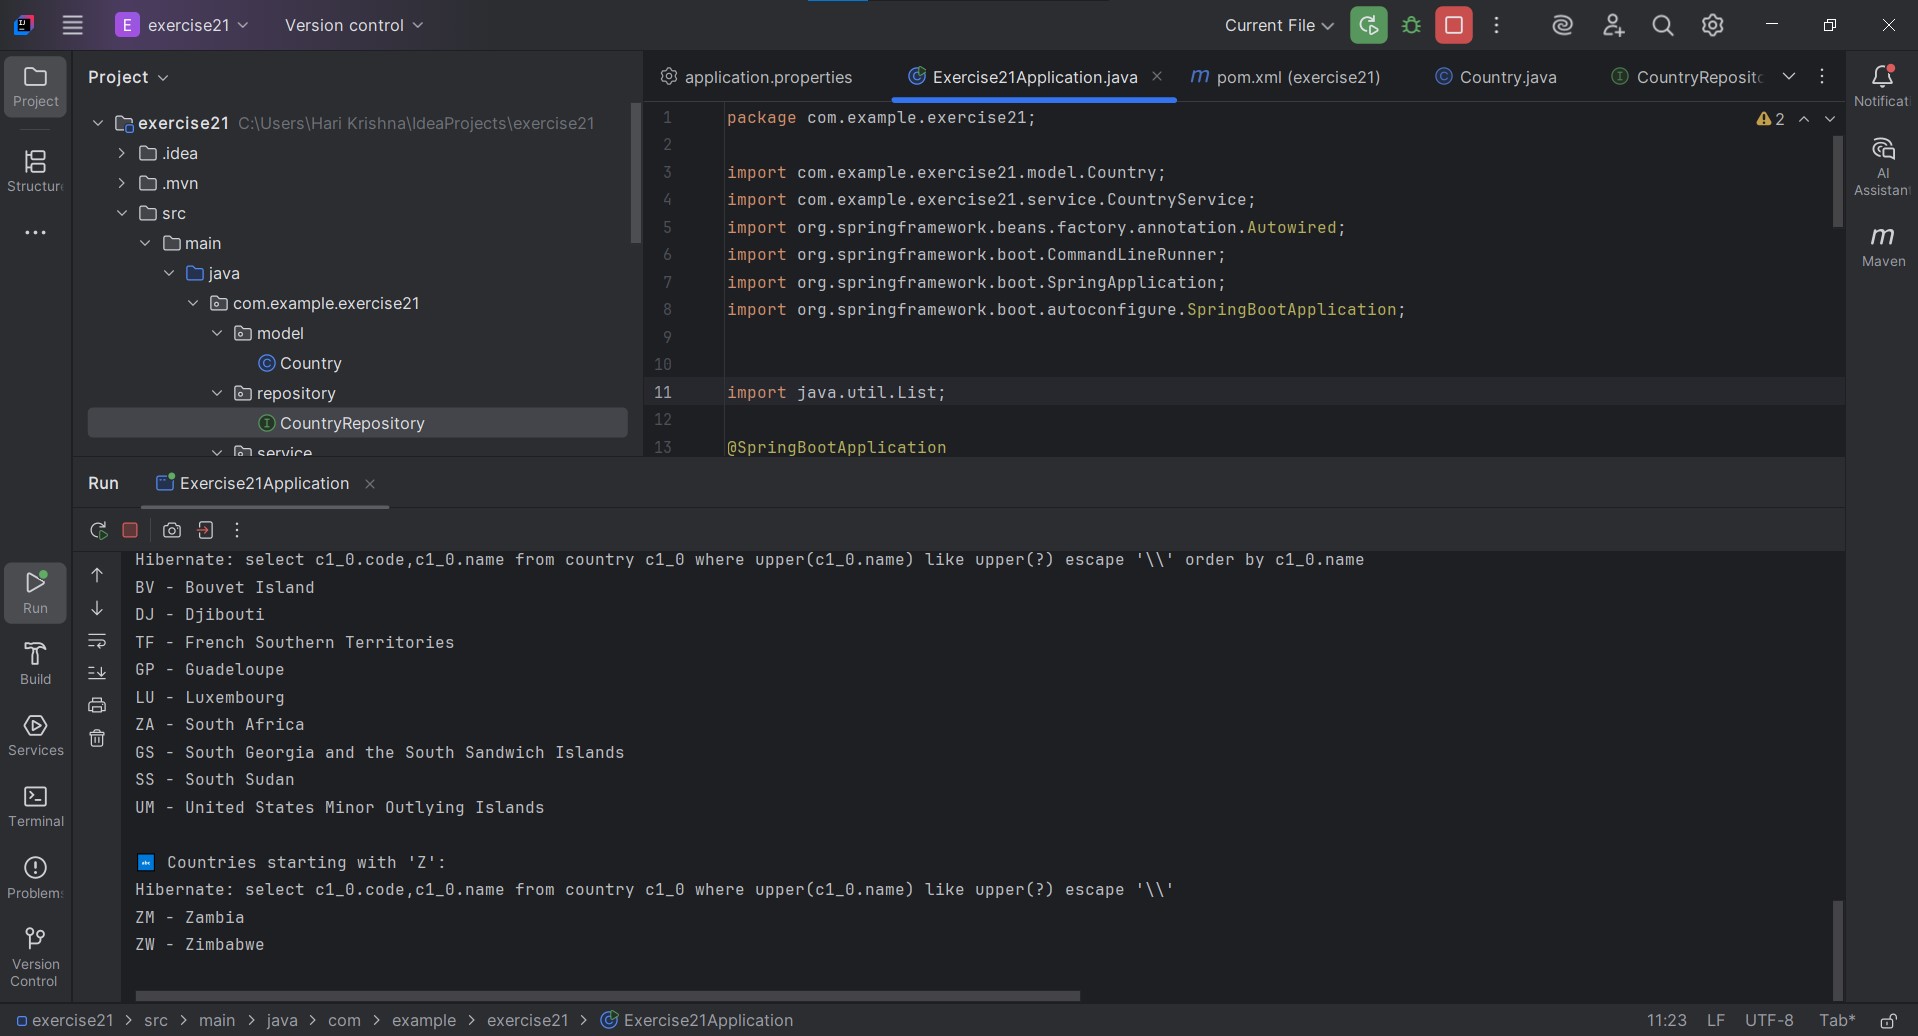 E exercise21 Version control Current File
Project
application.properties Exercise21Application.java m pom.xml (exercise21) Country.java CountryReposito
Project
Structure
exercise21 C:\Users\Hari Krishna\IdeaProjects\exercise21
.idea
.mvn
src
main
java
com.example.exercise21
model
Country
repository
CountryRepository
service
1 package com.example.exercise21;
2
3 import com.example.exercise21.model.Country;
4 import com.example.exercise21.service.CountryService;
5 import org.springframework.beans.factory.annotation.Autowired;
6 import org.springframework.boot.CommandLineRunner;
7 import org.springframework.boot.SpringApplication;
8 import org.springframework.boot.autoconfigure.SpringBootApplication;
9
10
11 import java.util.List;
12
13 @SpringBootApplication
2
Notificati
AI
Assistant
m
Maven
Run Exercise21Application
Hibernate: select c1_0.code,c1_0.name from country c1_0 where upper(c1_0.name) like upper(?) escape '\\' order by c1_0.name
BV - Bouvet Island
DJ - Djibouti
TF - French Southern Territories
GP - Guadeloupe
LU - Luxembourg
ZA - South Africa
GS - South Georgia and the South Sandwich Islands
SS - South Sudan
UM - United States Minor Outlying Islands
Countries starting with 'Z':
Hibernate: select c1_0.code,c1_0.name from country c1_0 where upper(c1_0.name) like upper(?) escape '\\'
ZM - Zambia
ZW - Zimbabwe
Run
Build
Services
Terminal
Problems
Version
Control
exercise21 > src > main > java > com > example > exercise21 > Exercise21Application
11:23 LF UTF-8 Tab*